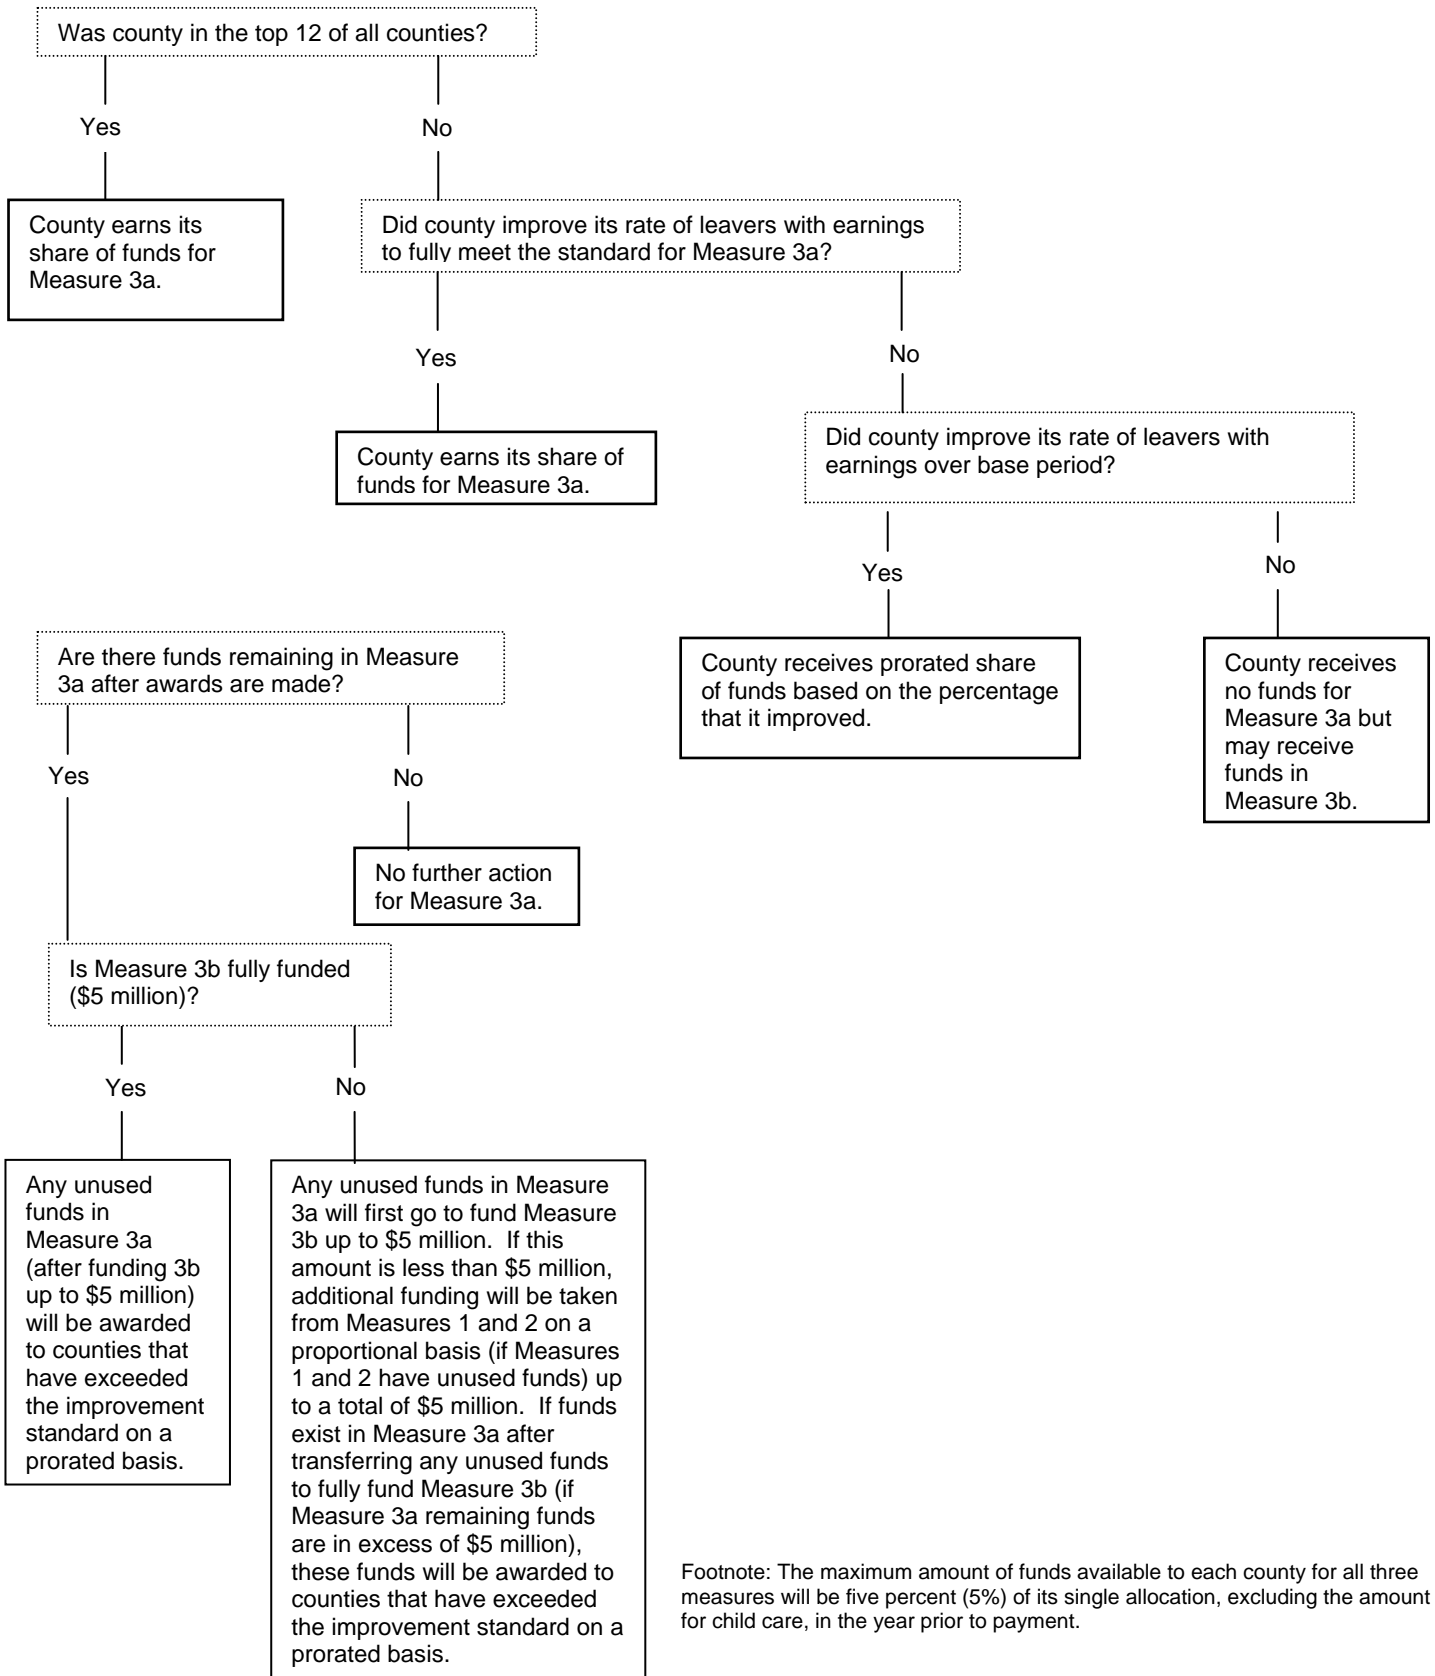 Was county in the top 12 of all counties?
Yes
No
County earns its
share of funds for
Measure 3a.
Did county improve its rate of leavers with earnings
to fully meet the standard for Measure 3a?
Yes
No
County earns its share of
funds for Measure 3a.
Did county improve its rate of leavers with
earnings over base period?
Yes
No
County receives prorated share
of funds based on the percentage
that it improved.
County receives
no funds for
Measure 3a but
may receive
funds in
Measure 3b.
Are there funds remaining in Measure
3a after awards are made?
Yes
No
No further action
for Measure 3a.
Is Measure 3b fully funded
($5 million)?
Yes
No
Any unused
funds in
Measure 3a
(after funding 3b
up to $5 million)
will be awarded
to counties that
have exceeded
the improvement
standard on a
prorated basis.
Any unused funds in Measure
3a will first go to fund Measure
3b up to $5 million.  If this
amount is less than $5 million,
additional funding will be taken
from Measures 1 and 2 on a
proportional basis (if Measures
1 and 2 have unused funds) up
to a total of $5 million.  If funds
exist in Measure 3a after
transferring any unused funds
to fully fund Measure 3b (if
Measure 3a remaining funds
are in excess of $5 million),
these funds will be awarded to
counties that have exceeded
the improvement standard on a
prorated basis.
Footnote: The maximum amount of funds available to each county for all three
measures will be five percent (5%) of its single allocation, excluding the amount
for child care, in the year prior to payment.